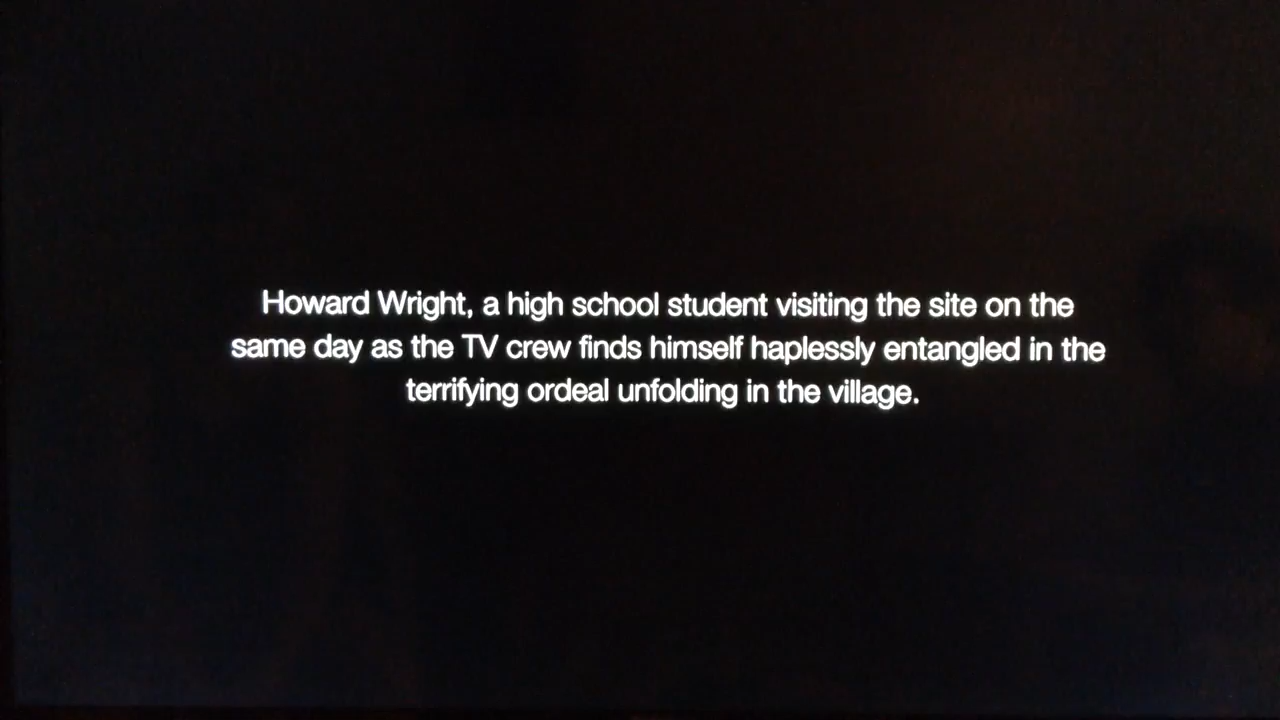 Howard Wright, a high school student visiting the site on the
same day as the TV crew finds himself haplessly entangled in the
terrifying ordeal unfolding in the village.